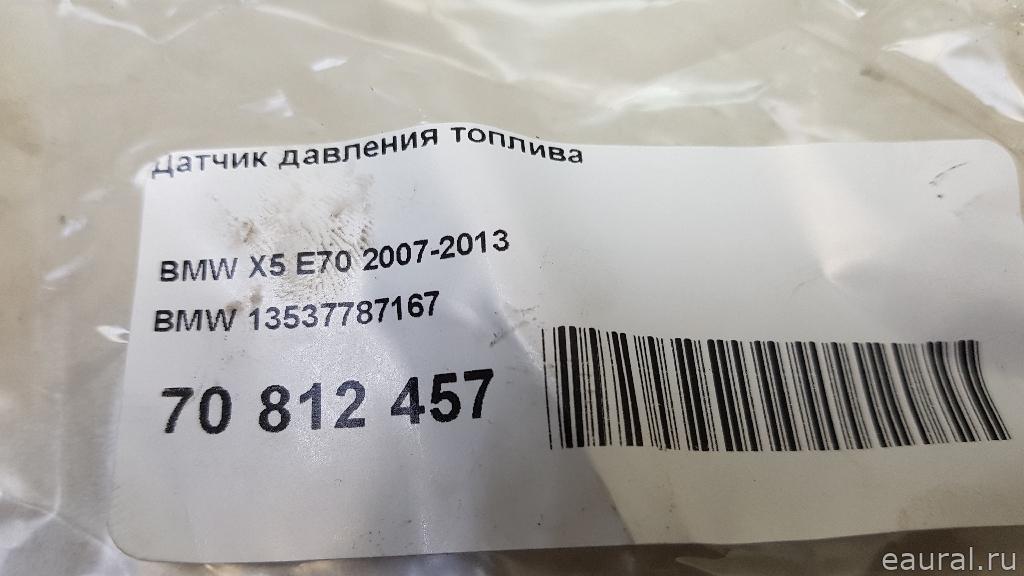 Датчик давления топлива
BMW X5 E70 2007-2013
BMW 13537787167
70 812 457
eaural.ru